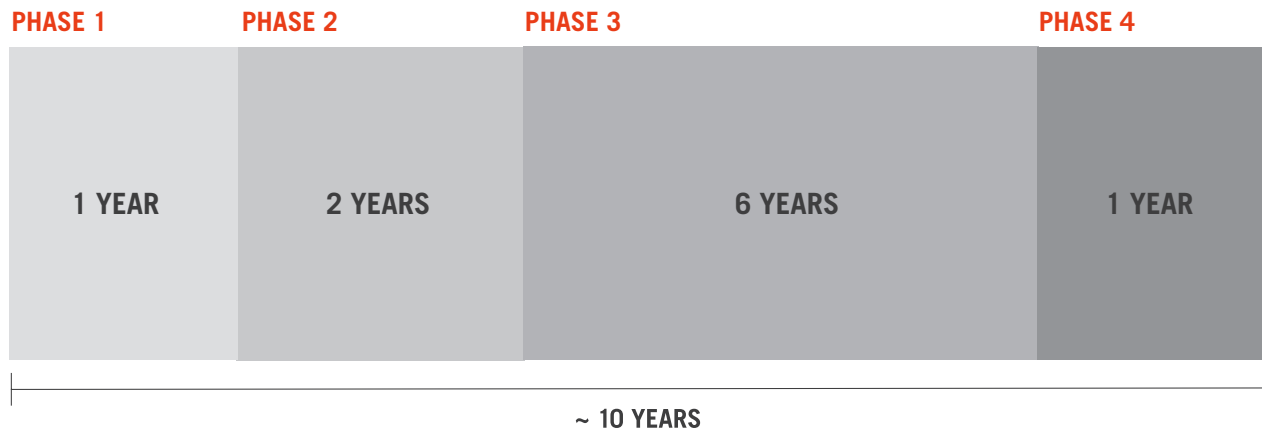 PHASE 1 PHASE 2 PHASE 3 PHASE 4
1 YEAR 2 YEARS 6 YEARS 1 YEAR
~ 10 YEARS